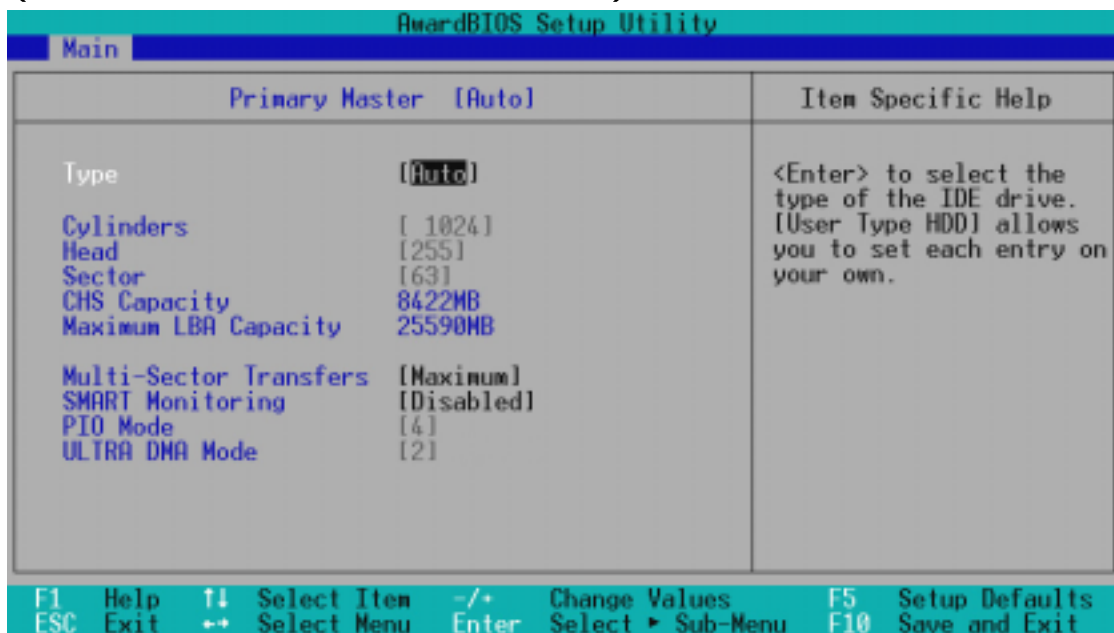 AwardBIOS Setup Utility
Main
Primary Master [Auto]
Item Specific Help
Type [Auto]
Cylinders [ 1024]
Head [255]
Sector [63]
CHS Capacity 8422MB
Maximum LBA Capacity 25590MB
Multi-Sector Transfers [Maximum]
SMART Monitoring [Disabled]
PIO Mode [4]
ULTRA DMA Mode [2]
<Enter> to select the
type of the IDE drive.
[User Type HDD] allows
you to set each entry on
your own.
F1 Help ↑↓ Select Item -/+ Change Values F5 Setup Defaults
ESC Exit ←→ Select Menu Enter Select ► Sub-Menu F10 Save and Exit